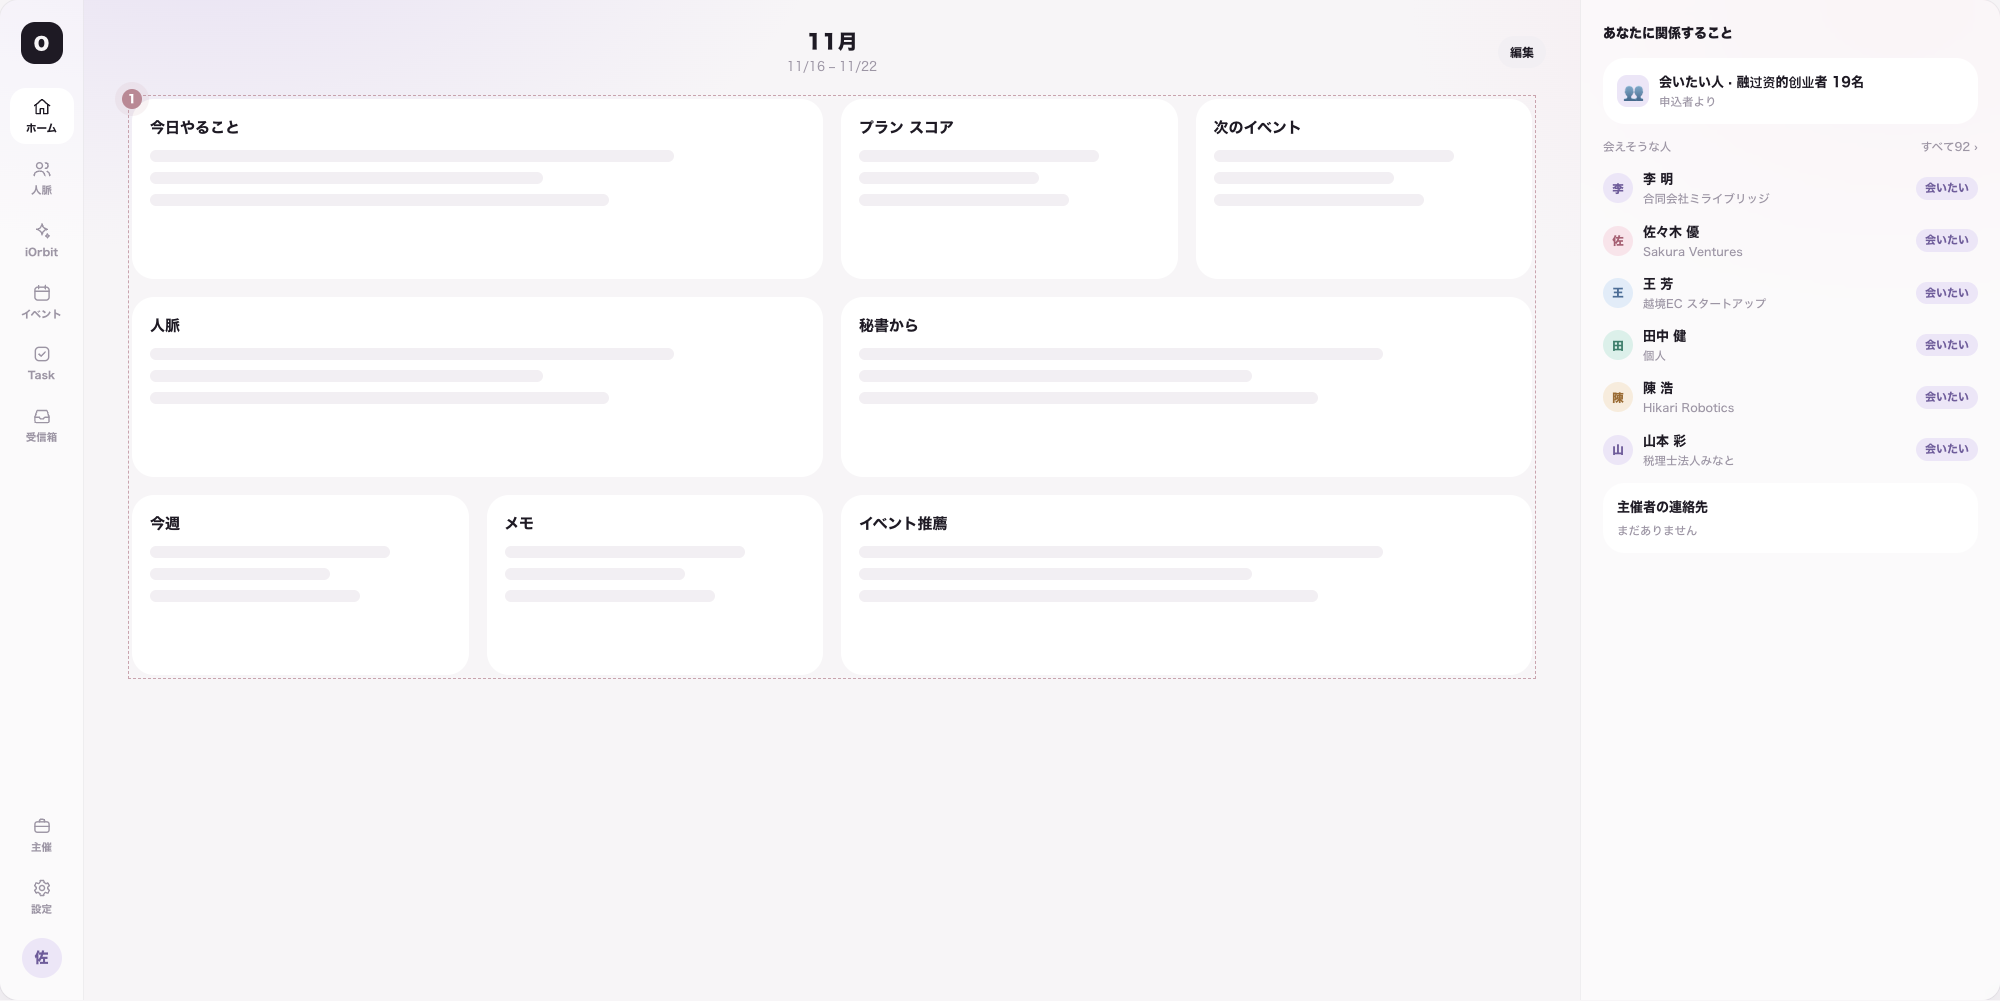 O
ホーム
人脈
iOrbit
イベント
Task
受信箱
主催
設定
佐
11月
11/16 – 11/22
編集
1
今日やること
プラン スコア
次のイベント
人脈
秘書から
今週
メモ
イベント推薦
あなたに関係すること
会いたい人・融过资的创业者 19名
申込者より
会えそうな人
すべて92 ›
李
李 明
合同会社ミライブリッジ
会いたい
佐
佐々木 優
Sakura Ventures
会いたい
王
王 芳
越境EC スタートアップ
会いたい
田
田中 健
個人
会いたい
陳
陳 浩
Hikari Robotics
会いたい
山
山本 彩
税理士法人みなと
会いたい
主催者の連絡先
まだありません